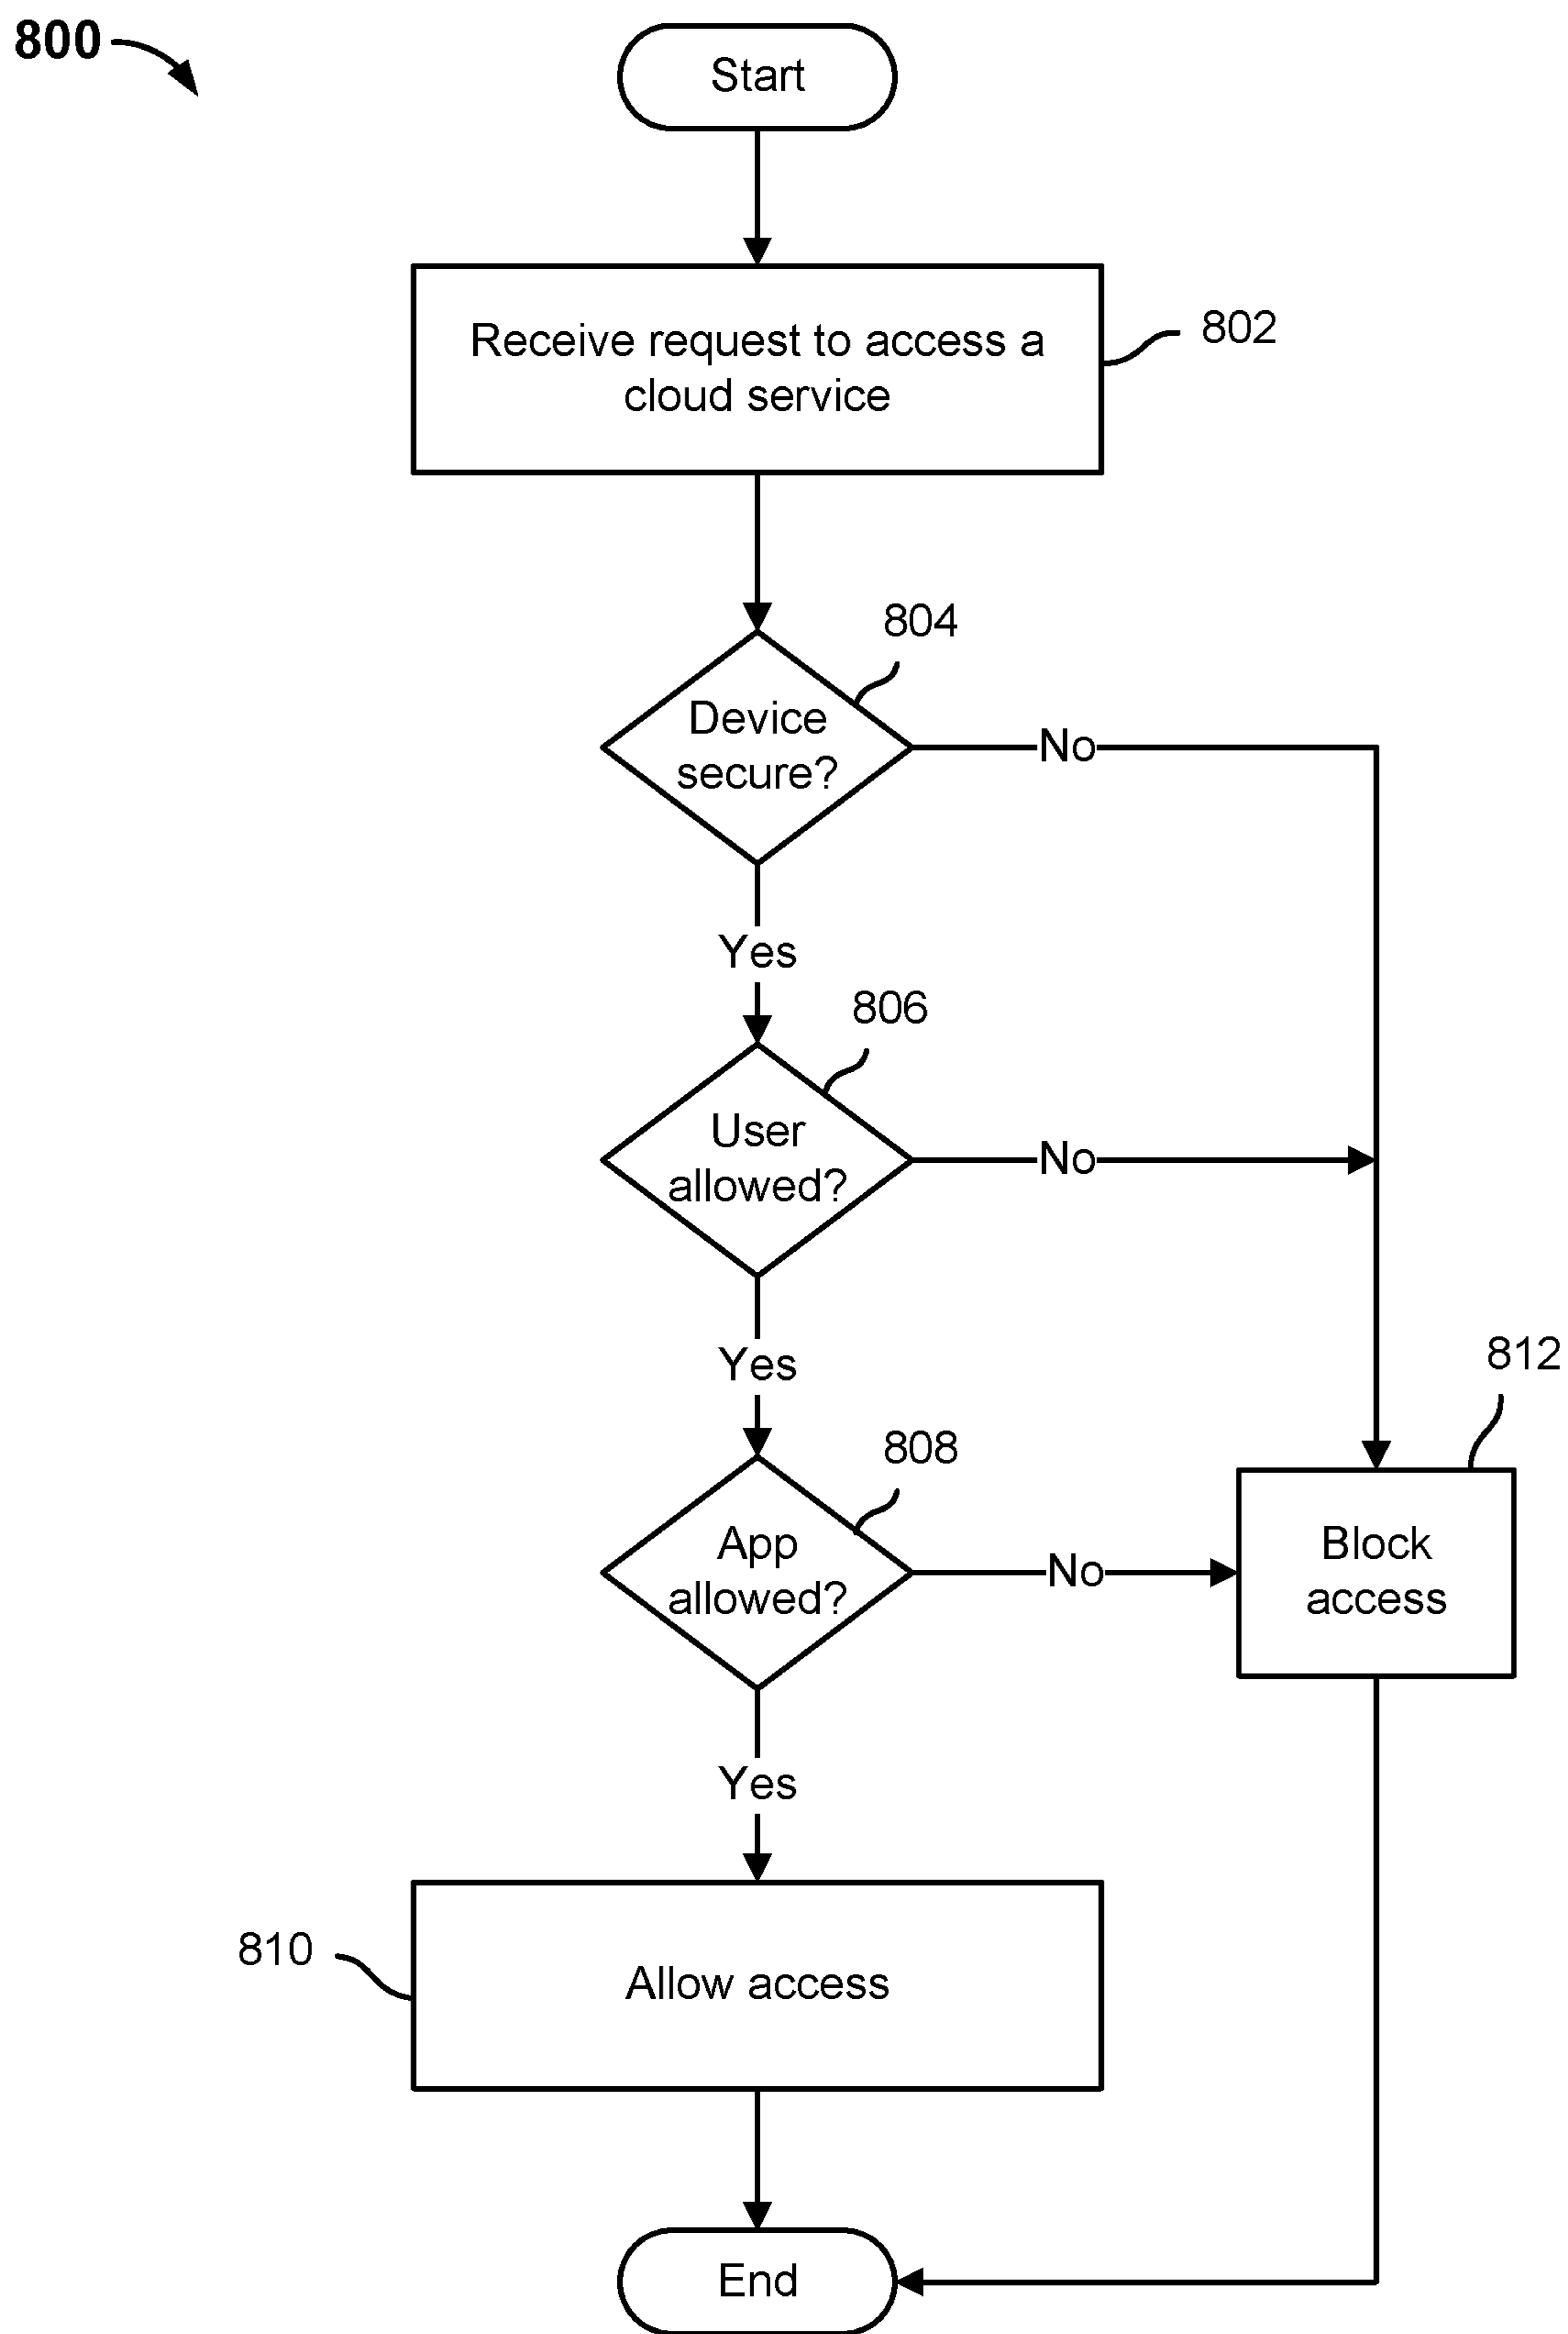 800
Start
Receive request to access a
cloud service
802
804
Device
secure?
No
Yes
806
User
allowed?
No
Yes
808
App
allowed?
No
812
Block
access
Yes
810
Allow access
End